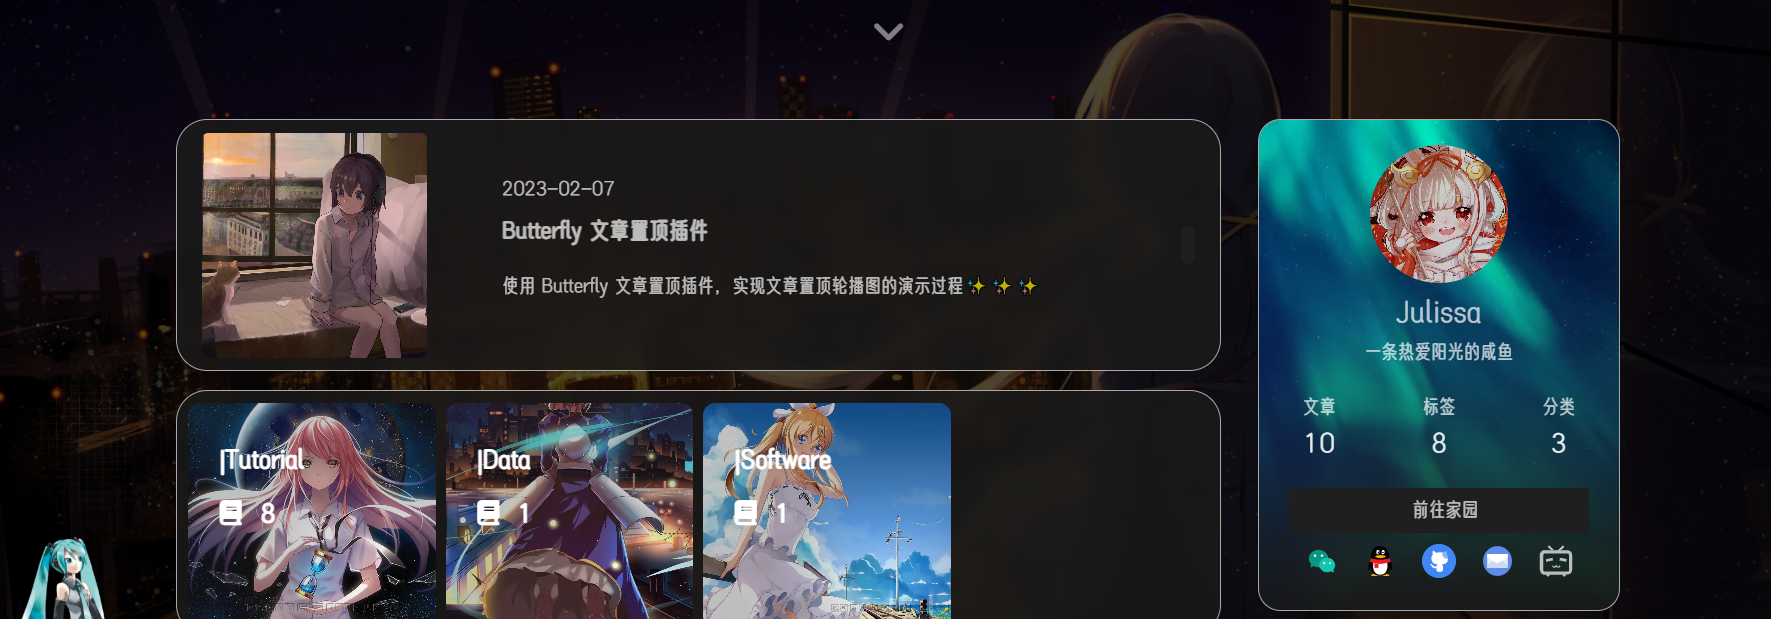 2023-02-07
Butterfly 文章置顶插件
使用 Butterfly 文章置顶插件，实现文章置顶轮播图的演示过程✨ ✨ ✨
|Tutorial
8
|Data
1
|Software
1
Julissa
一条热爱阳光的咸鱼
文章 标签 分类
10 8 3
前往家园